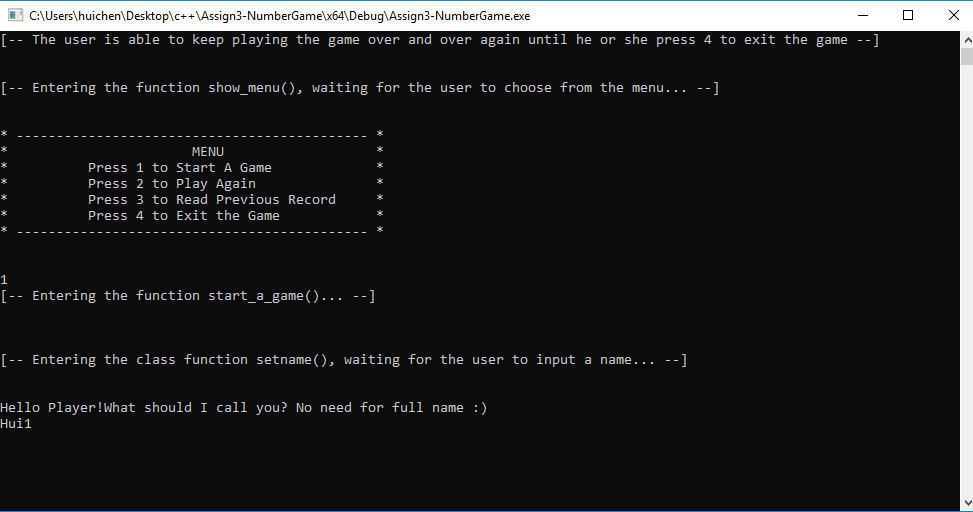 C:\Users\huichen\Desktop\c++\Assign3-NumberGame\x64\Debug\Assign3-NumberGame.exe
[-- The user is able to keep playing the game over and over again until he or she press 4 to exit the game --]
[-- Entering the function show_menu(), waiting for the user to choose from the menu... --]
* -------------------------------------------- *
* MENU *
* Press 1 to Start A Game *
* Press 2 to Play Again *
* Press 3 to Read Previous Record *
* Press 4 to Exit the Game *
* -------------------------------------------- *
1
[-- Entering the function start_a_game()... --]
[-- Entering the class function setname(), waiting for the user to input a name... --]
Hello Player!What should I call you? No need for full name :)
Hui1